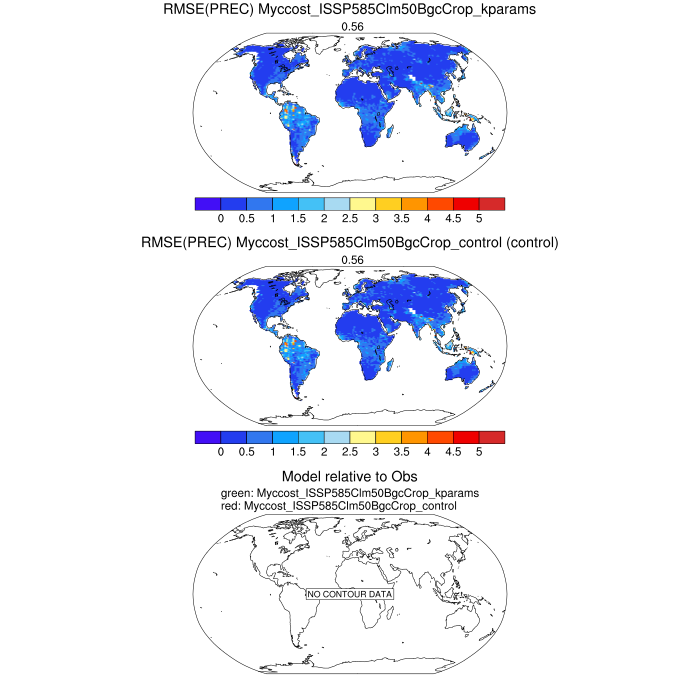 RMSE(PREC) Myccost_ISSP585Clm50BgcCrop_kparams
0.56
0 0.5 1 1.5 2 2.5 3 3.5 4 4.5 5
RMSE(PREC) Myccost_ISSP585Clm50BgcCrop_control (control)
0.56
0 0.5 1 1.5 2 2.5 3 3.5 4 4.5 5
Model relative to Obs
green: Myccost_ISSP585Clm50BgcCrop_kparams
red: Myccost_ISSP585Clm50BgcCrop_control
NO CONTOUR DATA